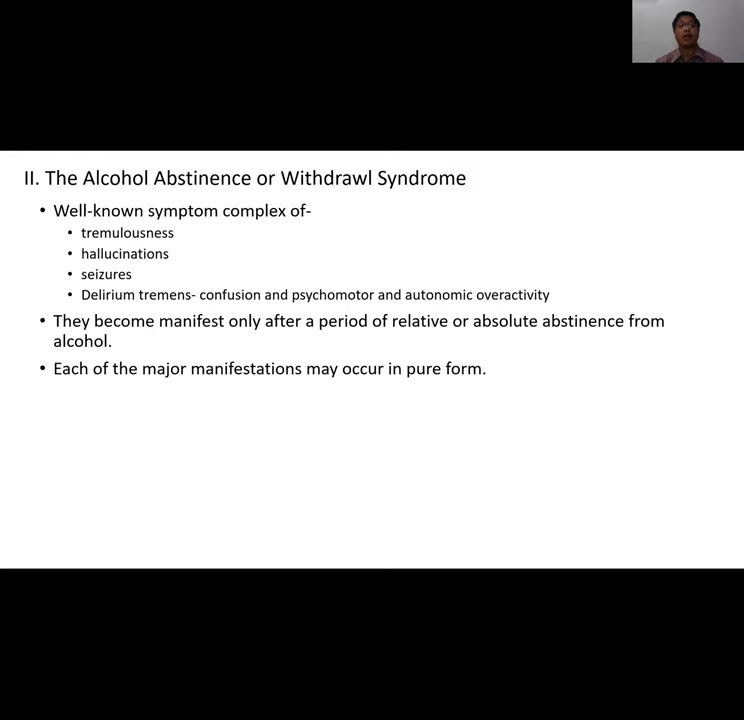 II. The Alcohol Abstinence or Withdrawl Syndrome
• Well-known symptom complex of-
• tremulousness
• hallucinations
• seizures
• Delirium tremens- confusion and psychomotor and autonomic overactivity
• They become manifest only after a period of relative or absolute abstinence from
alcohol.
• Each of the major manifestations may occur in pure form.